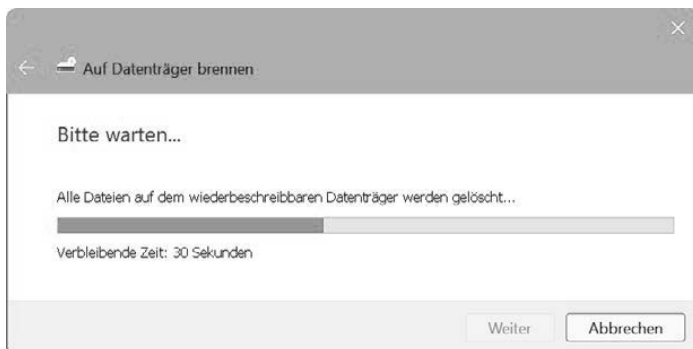 Auf Datenträger brennen
Bitte warten...
Alle Dateien auf dem wiederbeschreibbaren Datenträger werden gelöscht...
Verbleibende Zeit: 30 Sekunden
Weiter
Abbrechen